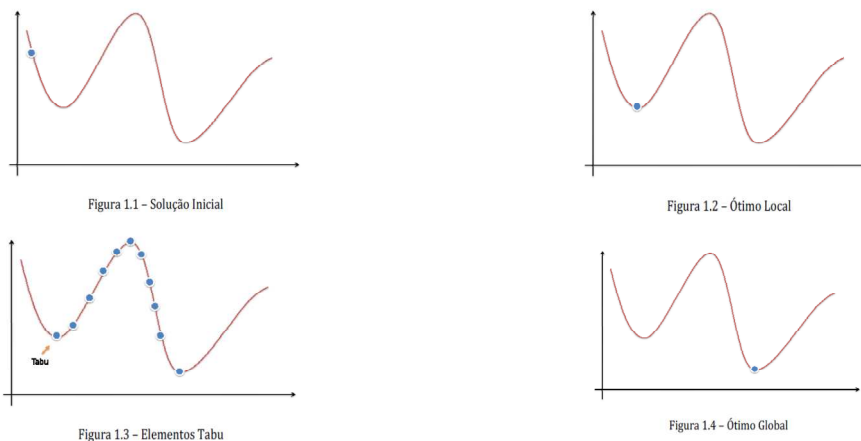 Figura 1.1 – Solução Inicial
Figura 1.2 – Ótimo Local
Tabu
Figura 1.3 – Elementos Tabu
Figura 1.4 – Ótimo Global